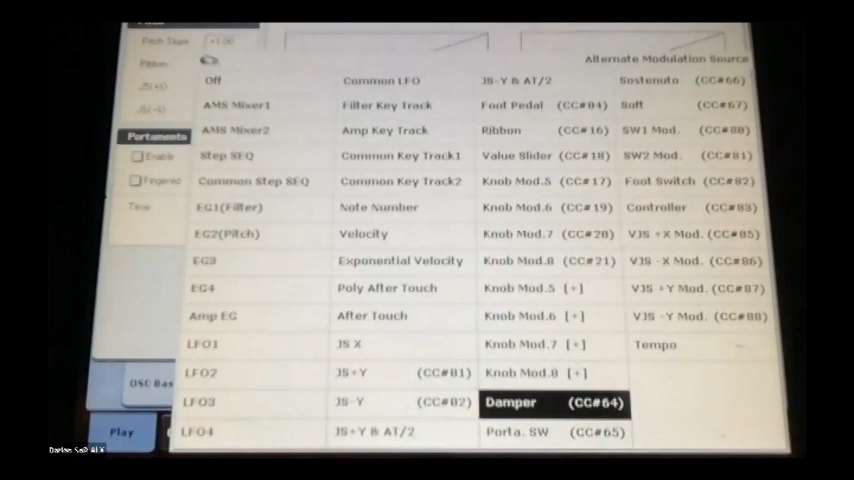 Pitch Slope +1.00
Ribbon
JS(+X)
JS(-X)
Portamento
Enable
Fingered
Time
OSC Bas
Play
Alternate Modulation Source
Off
AMS Mixer1
AMS Mixer2
Step SEQ
Common Step SEQ
EG1(Filter)
EG2(Pitch)
EG3
EG4
Amp EG
LFO1
LFO2
LFO3
LFO4
Common LFO
Filter Key Track
Amp Key Track
Common Key Track1
Common Key Track2
Note Number
Velocity
Exponential Velocity
Poly After Touch
After Touch
JS X
JS+Y (CC#01)
JS-Y (CC#02)
JS+Y & AT/2
JS-Y & AT/2
Foot Pedal (CC#04)
Ribbon (CC#16)
Value Slider (CC#18)
Knob Mod.5 (CC#17)
Knob Mod.6 (CC#19)
Knob Mod.7 (CC#20)
Knob Mod.8 (CC#21)
Knob Mod.5 [+]
Knob Mod.6 [+]
Knob Mod.7 [+]
Knob Mod.8 [+]
Damper (CC#64)
Porta. SW (CC#65)
Sostenuto (CC#66)
Soft (CC#67)
SW1 Mod. (CC#80)
SW2 Mod. (CC#81)
Foot Switch (CC#82)
Controller (CC#83)
VJS +X Mod. (CC#85)
VJS -X Mod. (CC#86)
VJS +Y Mod. (CC#87)
VJS -Y Mod. (CC#88)
Tempo